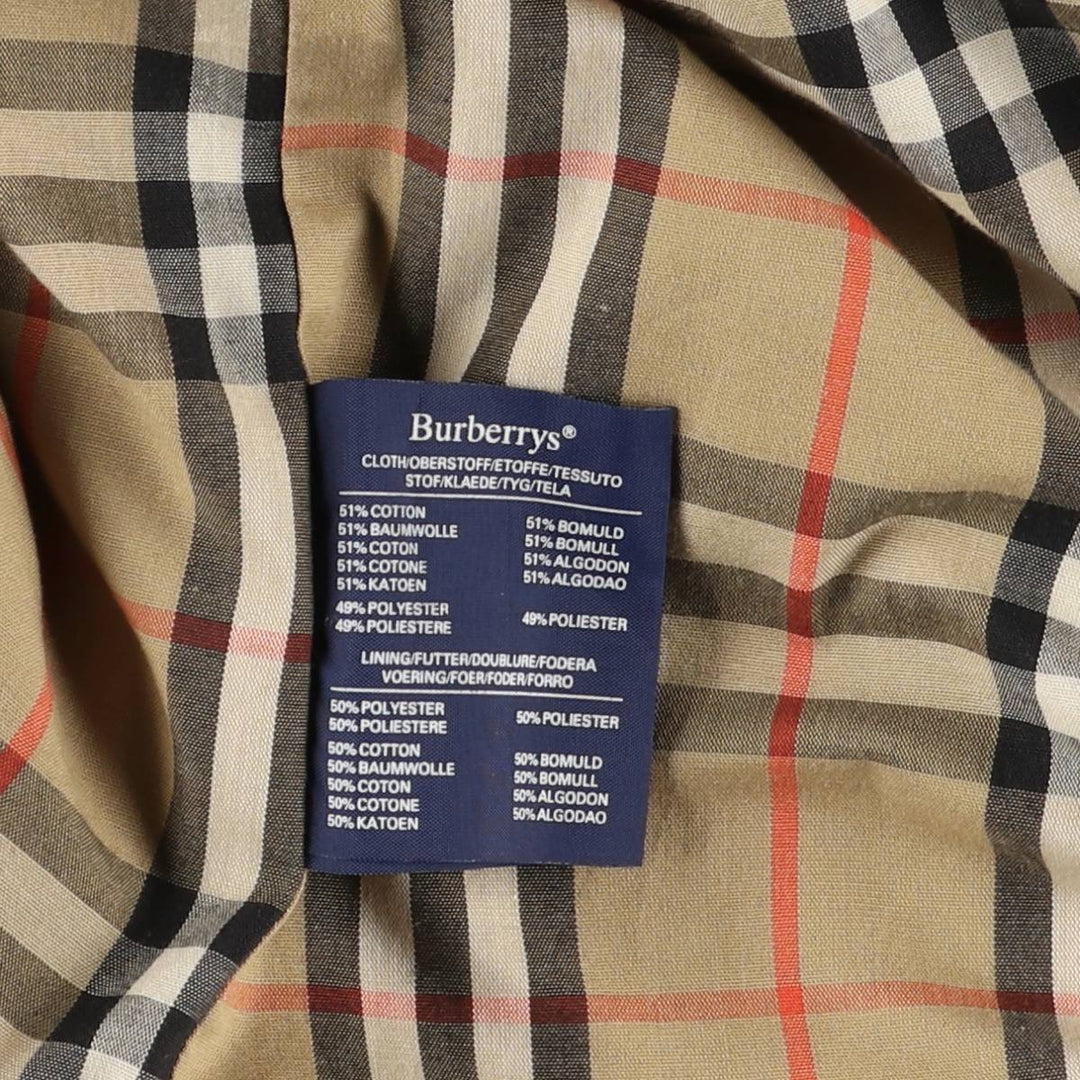 Burberrys®
CLOTH/OBERSTOFF/ETOFFE/TESSUTO
STOF/KLAEDE/TYG/TELA
51% COTTON
51% BAUMWOLLE
51% COTON
51% COTONE
51% KATOEN
51% BOMULD
51% BOMULL
51% ALGODON
51% ALGODAO
49% POLYESTER
49% POLIESTERE
49% POLIESTER
LINING/FUTTER/DOUBLURE/FODERA
VOERING/FOER/FODER/FORRO
50% POLYESTER
50% POLIESTERE
50% POLIESTER
50% COTTON
50% BAUMWOLLE
50% COTON
50% COTONE
50% KATOEN
50% BOMULD
50% BOMULL
50% ALGODON
50% ALGODAO